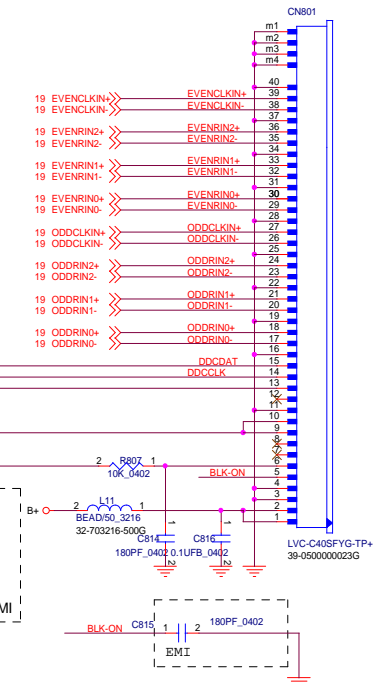 CN801
m1
m2
m3
m4
40
EVENCLKIN+ 39
19 EVENCLKIN+
EVENCLKIN- 38
19 EVENCLKIN-
37
EVENRIN2+ 36
19 EVENRIN2+
EVENRIN2- 35
19 EVENRIN2-
34
EVENRIN1+ 33
19 EVENRIN1+
EVENRIN1- 32
19 EVENRIN1-
31
EVENRIN0+ 30
19 EVENRIN0+
EVENRIN0- 29
19 EVENRIN0-
28
ODDCLKIN+ 27
19 ODDCLKIN+
ODDCLKIN- 26
19 ODDCLKIN-
25
ODDRIN2+ 24
19 ODDRIN2+
ODDRIN2- 23
19 ODDRIN2-
22
ODDRIN1+ 21
19 ODDRIN1+
ODDRIN1- 20
19 ODDRIN1-
19
ODDRIN0+ 18
19 ODDRIN0+
ODDRIN0- 17
19 ODDRIN0-
16
DDCDAT 15
DDCCLK 14
13
12
11
10
9
8
7
2 R807 1 6
10K_0402
BLK-ON 5
4
3
B+ 2 L11 1 2
BEAD/50_3216 1
32-703216-500G
C814 1 C816 1
180PF_0402 0.1UFB_0402
2 2
LVC-C40SFYG-TP+
39-0500000023G
MI
BLK-ON C815 1 2 180PF_0402
EMI